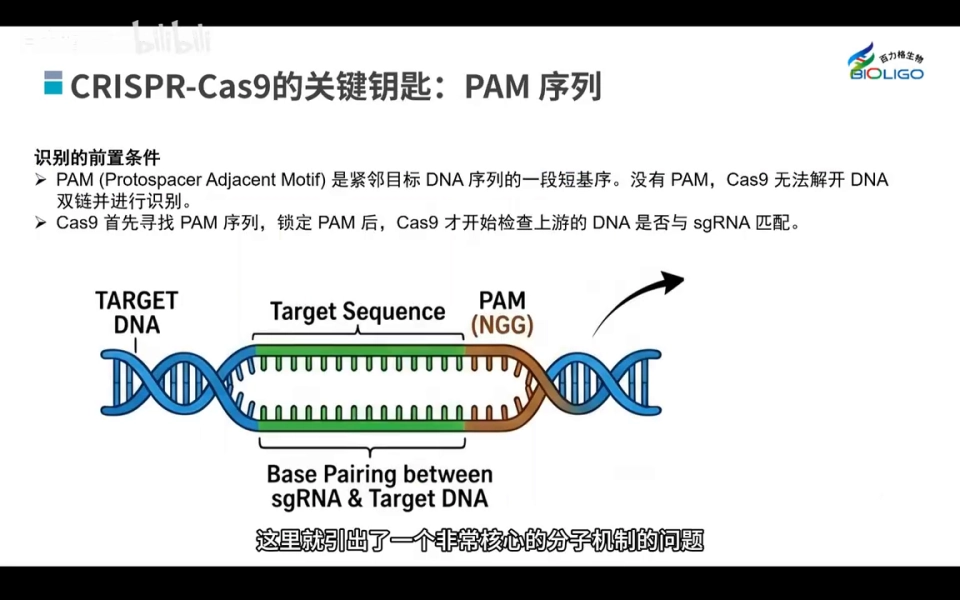 bilibili
百力格生物
BIOLIGO
CRISPR-Cas9的关键钥匙：PAM 序列
识别的前置条件
➢ PAM (Protospacer Adjacent Motif) 是紧邻目标 DNA 序列的一段短基序。没有 PAM，Cas9 无法解开 DNA
双链并进行识别。
➢ Cas9 首先寻找 PAM 序列，锁定 PAM 后，Cas9 才开始检查上游的 DNA 是否与 sgRNA 匹配。
TARGET
DNA
Target Sequence
PAM
(NGG)
Base Pairing between
sgRNA & Target DNA
这里就引出了一个非常核心的分子机制的问题